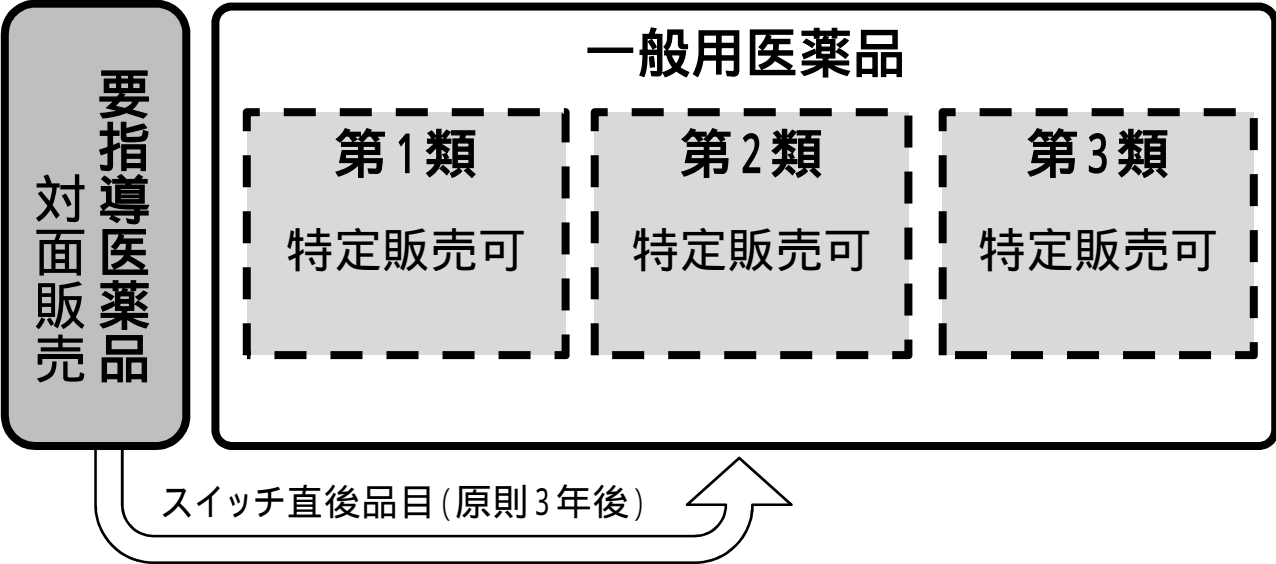 要指導医薬品
対面販売
一般用医薬品
第1類
特定販売可
第2類
特定販売可
第3類
特定販売可
スイッチ直後品目(原則3年後)